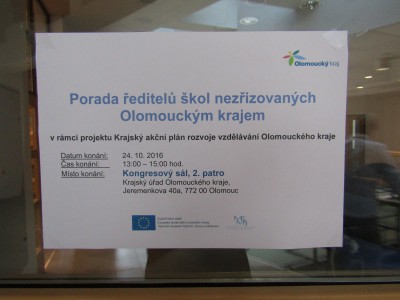 Olomoucký kraj
Porada ředitelů škol nezřizovaných
Olomouckým krajem
v rámci projektu Krajský akční plán rozvoje vzdělávání Olomouckého kraje
Datum konání: 24. 10. 2016
Čas konání: 13:00 – 15:00 hod.
Místo konání: Kongresový sál, 2. patro
Krajský úřad Olomouckého kraje,
Jeremenkova 40a, 772 00 Olomouc